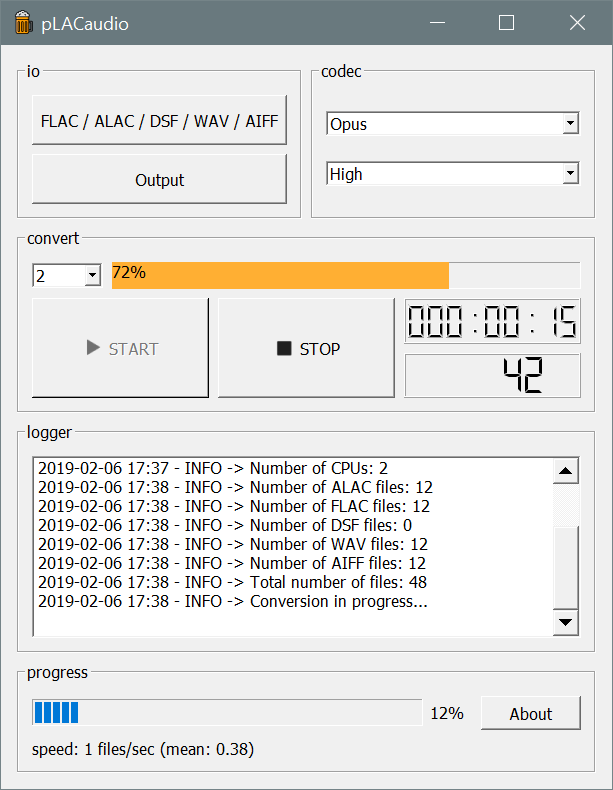 pLACaudio
io
FLAC / ALAC / DSF / WAV / AIFF
Output
codec
Opus
High
convert
2
72%
START
STOP
000:00:15
42
logger
2019-02-06 17:37 - INFO -> Number of CPUs: 2
2019-02-06 17:38 - INFO -> Number of ALAC files: 12
2019-02-06 17:38 - INFO -> Number of FLAC files: 12
2019-02-06 17:38 - INFO -> Number of DSF files: 0
2019-02-06 17:38 - INFO -> Number of WAV files: 12
2019-02-06 17:38 - INFO -> Number of AIFF files: 12
2019-02-06 17:38 - INFO -> Total number of files: 48
2019-02-06 17:38 - INFO -> Conversion in progress...
progress
12%
About
speed: 1 files/sec (mean: 0.38)